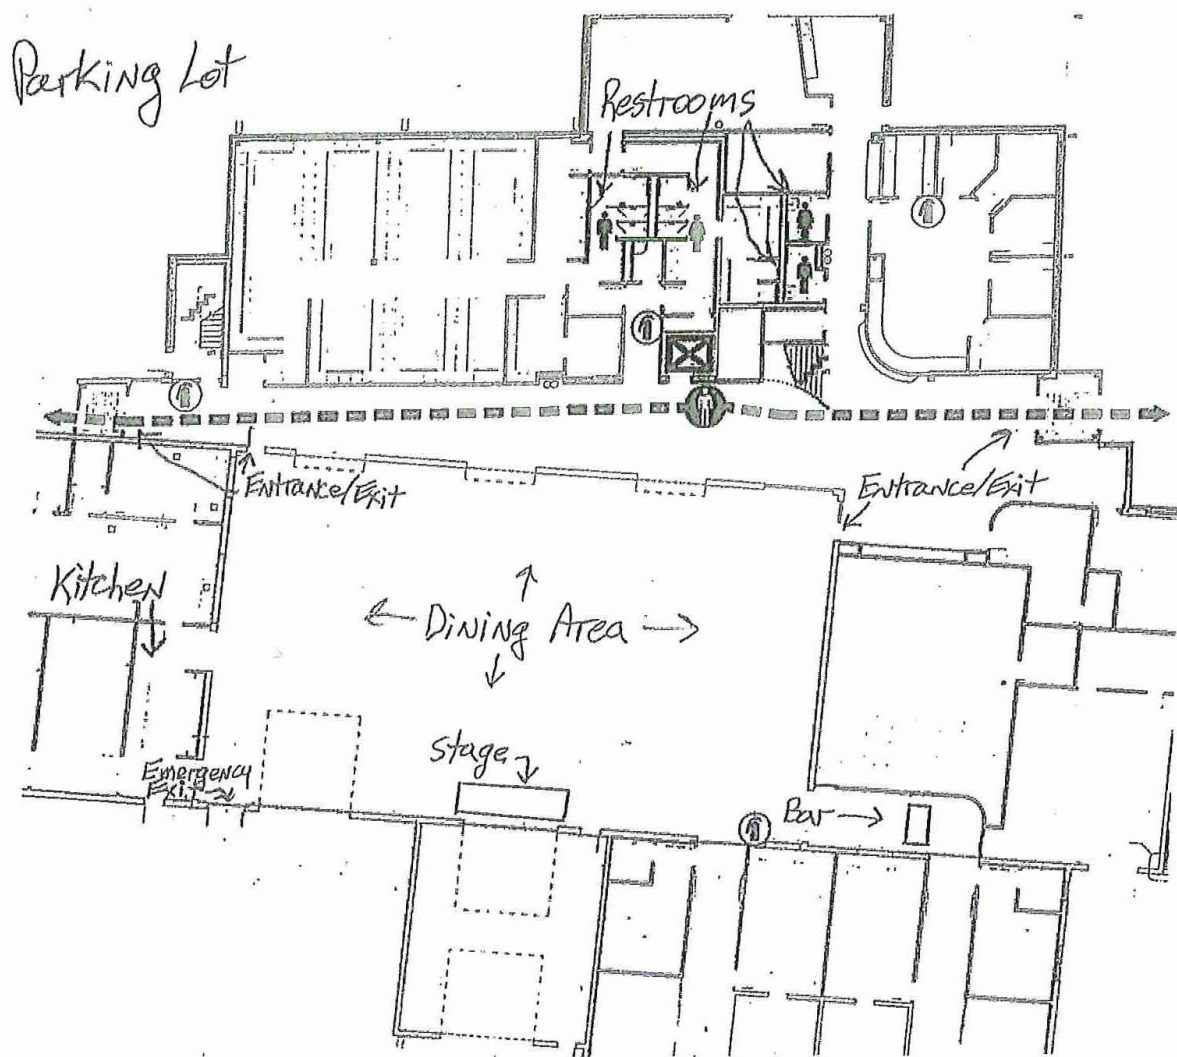 Parking Lot
Restrooms
Entrance/Exit
Entrance/Exit
Kitchen
Dining Area
Stage
Emergency
Exit
Bar